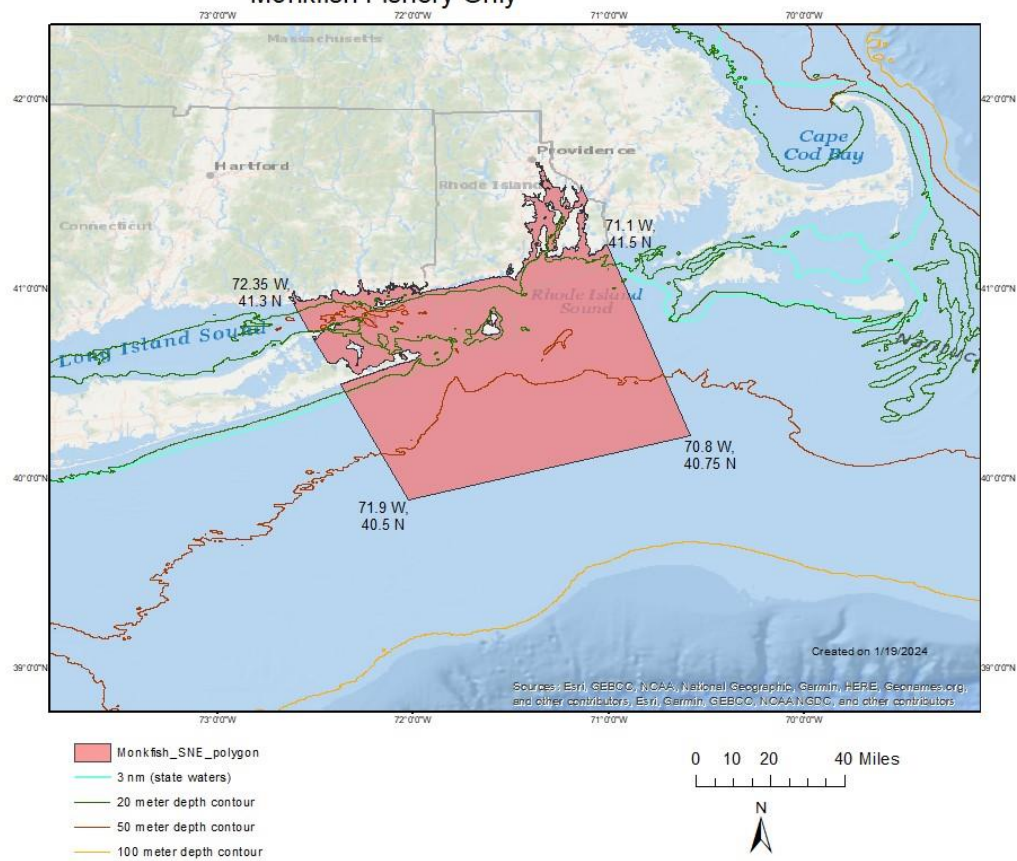 Monkfish Fishery Only
73°0'0"W 72°0'0"W 71°0'0"W 70°0'0"W
Massachusetts
42°0'0"N 42°0'0"N
Cape
Cod Bay
Providence
Hartford
Rhode Island
Connecticut
71.1 W,
41.5 N
72.35 W,
41.3 N
41°0'0"N 41°0'0"N
Rhode Island
Sound
Long Island Sound
70.8 W,
40.75 N
40°0'0"N 40°0'0"N
71.9 W,
40.5 N
Created on 1/19/2024
39°0'0"N 39°0'0"N
Sources: Esri, GEBCO, NOAA, National Geographic, Garmin, HERE, Geonames.org,
and other contributors, Esri, Garmin, GEBCO, NOAA NGDC, and other contributors
73°0'0"W 72°0'0"W 71°0'0"W 70°0'0"W
Monkfish_SNE_polygon
3 nm (state waters)
20 meter depth contour
50 meter depth contour
100 meter depth contour
0 10 20 40 Miles
N